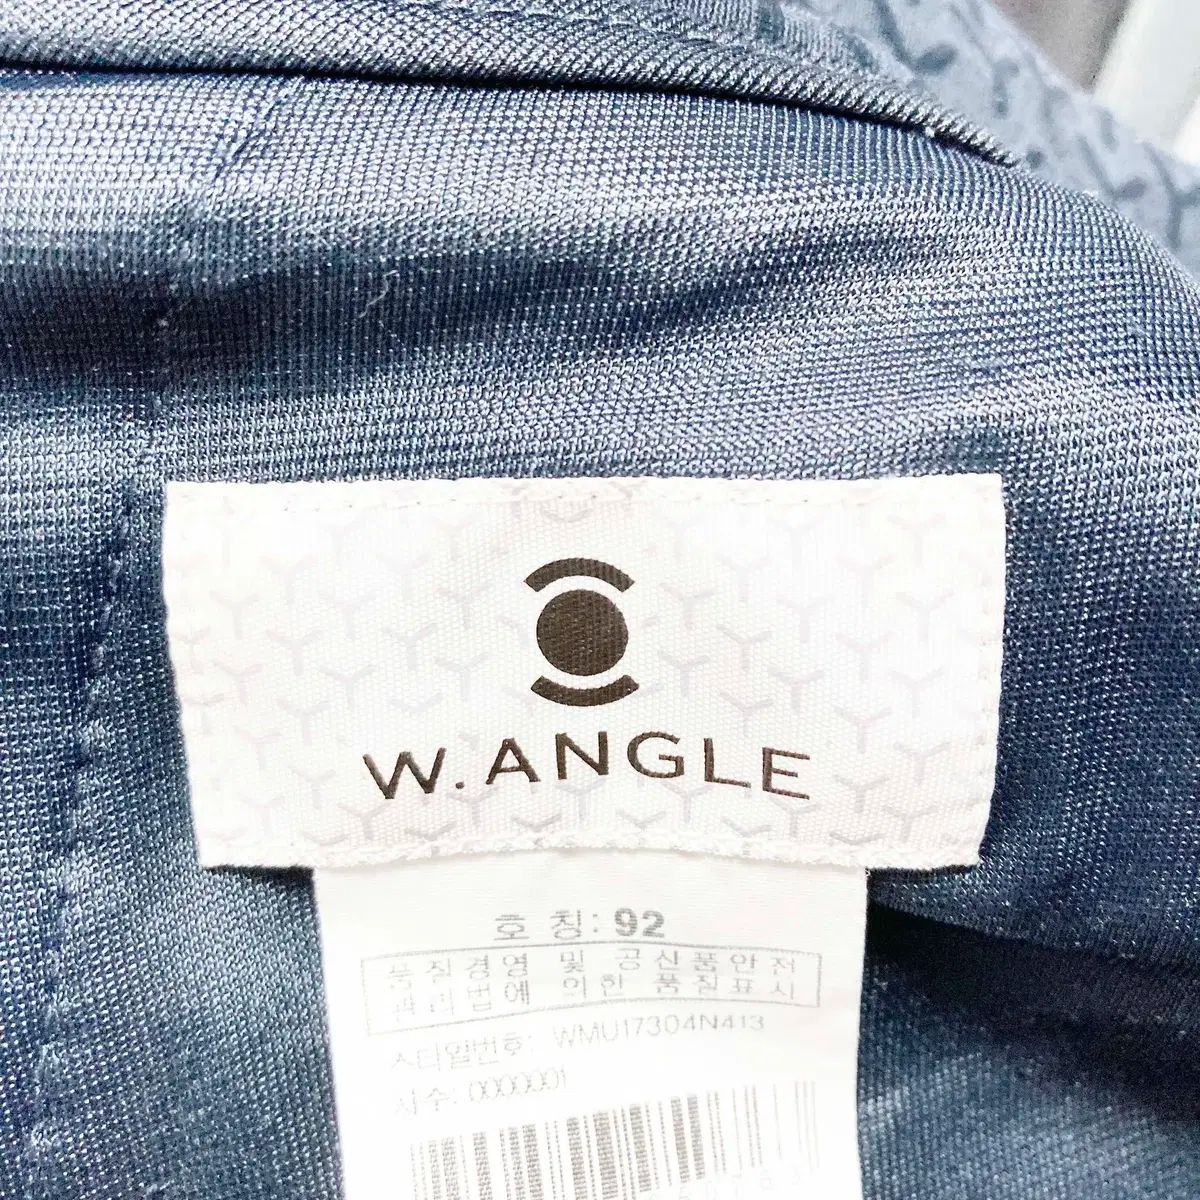 W. ANGLE
호 칭: 92
품질경영 및 공산품안전
관리법에 의한 품질표시
스타일번호: WMU17304N413
차수: 0000001